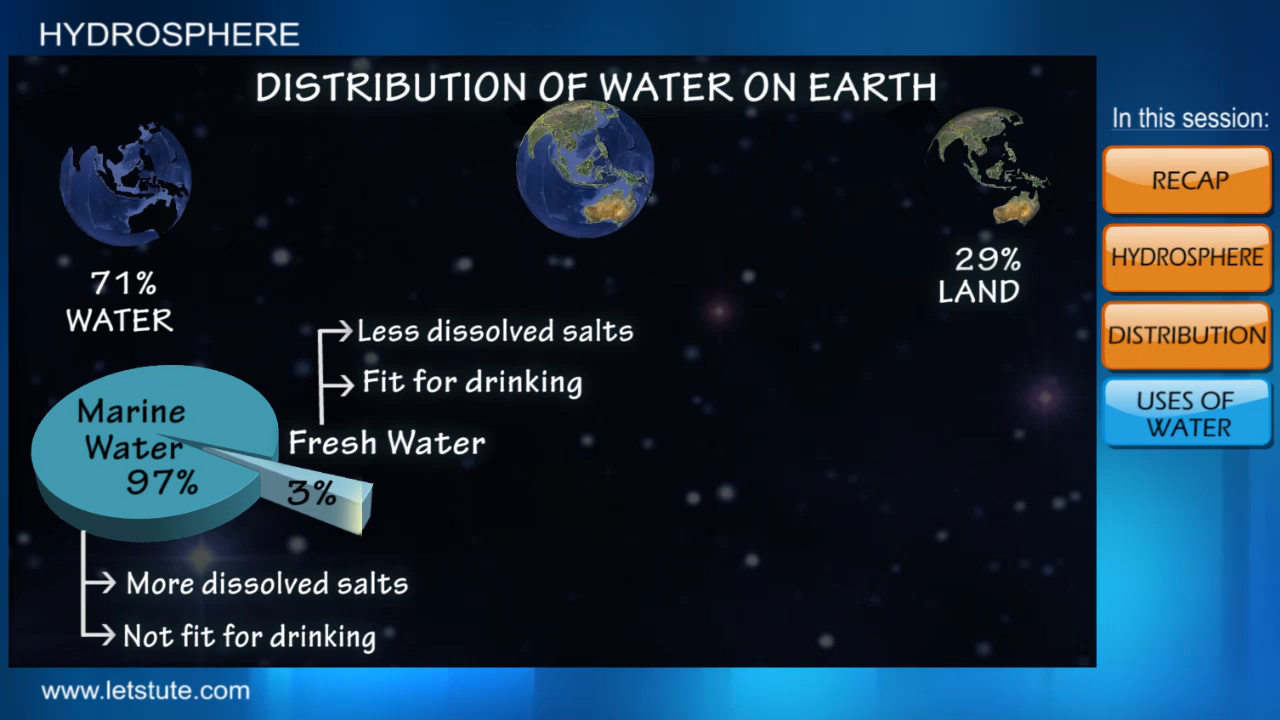 HYDROSPHERE
DISTRIBUTION OF WATER ON EARTH
71%
WATER
29%
LAND
Less dissolved salts
Fit for drinking
Fresh Water
3%
Marine
Water
97%
More dissolved salts
Not fit for drinking
In this session:
RECAP
HYDROSPHERE
DISTRIBUTION
USES OF
WATER
www.letstute.com